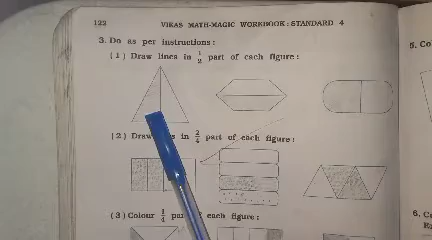 122 VIKAS MATH-MAGIC WORKBOOK: STANDARD 4
3. Do as per instructions :
(1) Draw lines in 1/2 part of each figure :
(2) Draw in 2/4 part of each figure :
(3) Colour 1/4 each figure :
5. Co
6. C